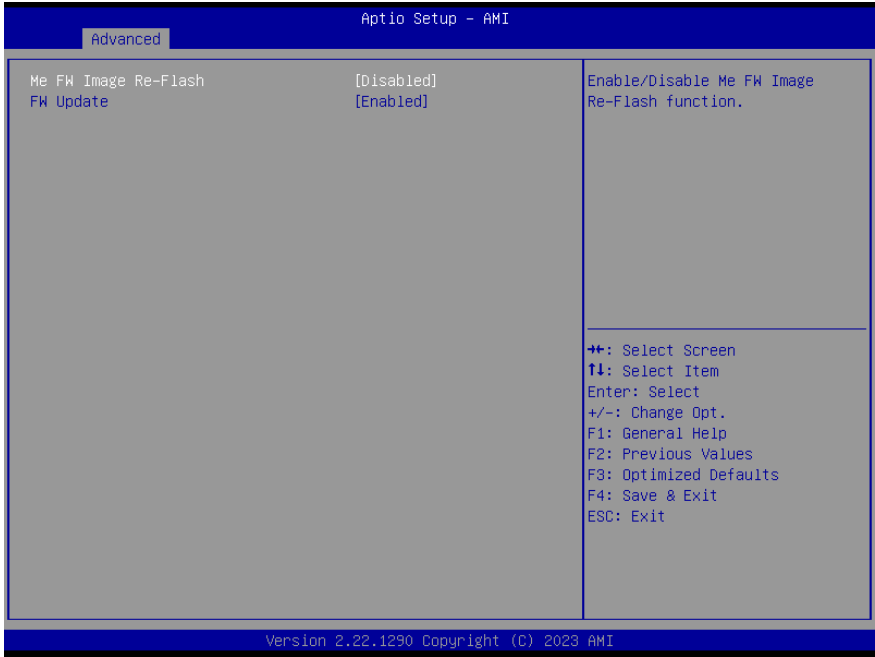 Aptio Setup – AMI
Advanced
Me FW Image Re-Flash [Disabled]
FW Update [Enabled]
Enable/Disable Me FW Image
Re-Flash function.
→←: Select Screen
↑↓: Select Item
Enter: Select
+/-: Change Opt.
F1: General Help
F2: Previous Values
F3: Optimized Defaults
F4: Save & Exit
ESC: Exit
Version 2.22.1290 Copyright (C) 2023 AMI